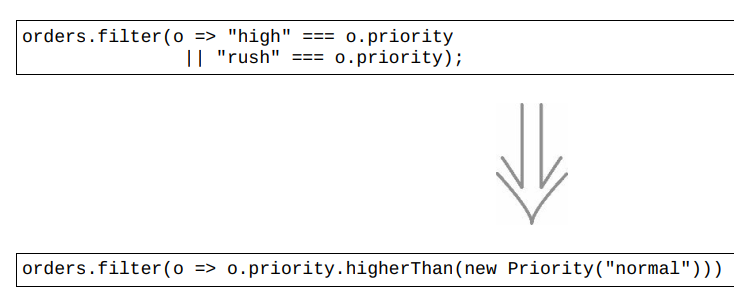 orders.filter(o => "high" === o.priority
|| "rush" === o.priority);
orders.filter(o => o.priority.higherThan(new Priority("normal")))